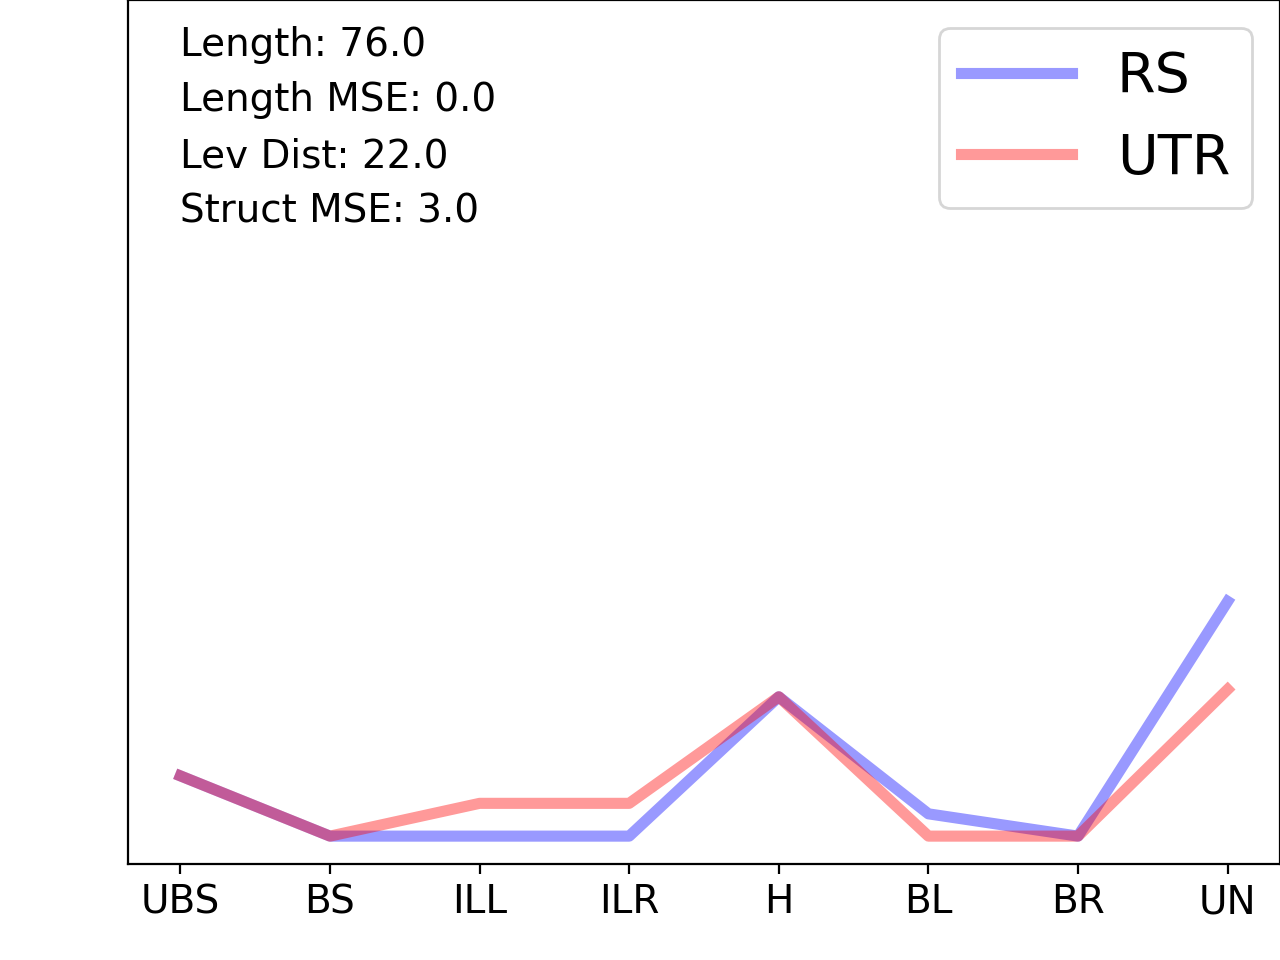 Length: 76.0
Length MSE: 0.0
Lev Dist: 22.0
Struct MSE: 3.0
RS
UTR
UBS BS ILL ILR H BL BR UN